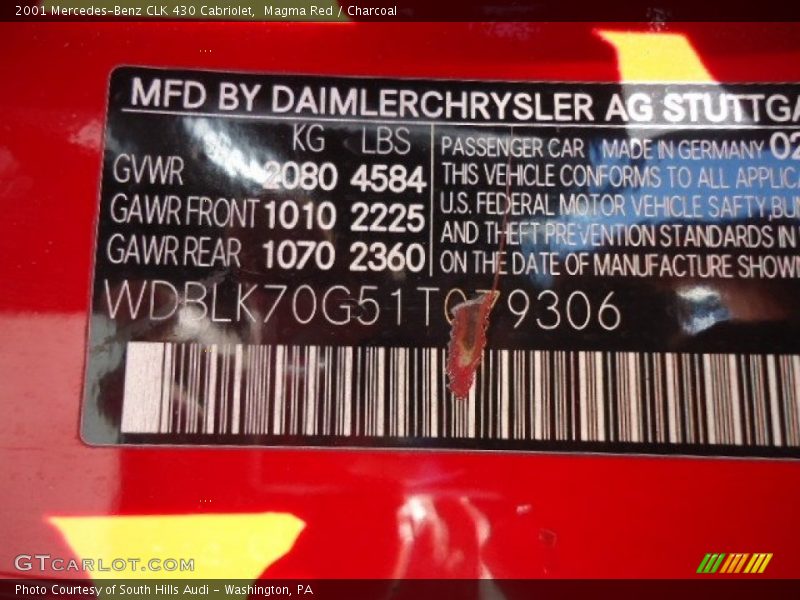 2001 Mercedes-Benz CLK 430 Cabriolet, Magma Red / Charcoal
MFD BY DAIMLERCHRYSLER AG STUTTGA
KG LBS
GVWR 2080 4584
GAWR FRONT 1010 2225
GAWR REAR 1070 2360
PASSENGER CAR MADE IN GERMANY 02
THIS VEHICLE CONFORMS TO ALL APPLICA
U.S. FEDERAL MOTOR VEHICLE SAFTY,BUM
AND THEFT PREVENTION STANDARDS IN
ON THE DATE OF MANUFACTURE SHOWN
WDBLK70G51T079306
GTCARLOT.COM
Photo Courtesy of South Hills Audi - Washington, PA